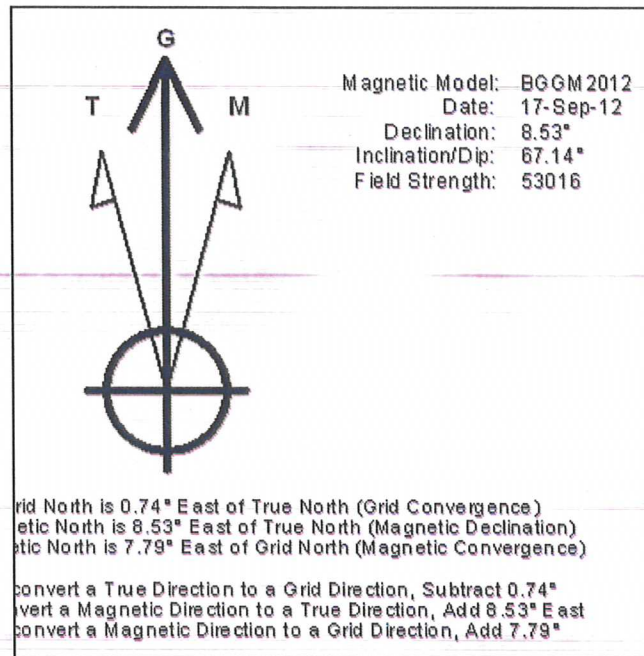 G
T M
Magnetic Model: BGGM2012
Date: 17-Sep-12
Declination: 8.53°
Inclination/Dip: 67.14°
Field Strength: 53016
rid North is 0.74° East of True North (Grid Convergence)
etic North is 8.53° East of True North (Magnetic Declination)
etic North is 7.79° East of Grid North (Magnetic Convergence)
convert a True Direction to a Grid Direction, Subtract 0.74°
nvert a Magnetic Direction to a True Direction, Add 8.53° East
convert a Magnetic Direction to a Grid Direction, Add 7.79°